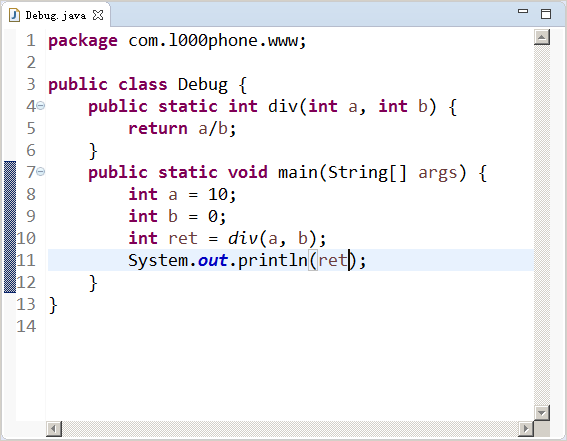 Debug.java
1 package com.l000phone.www;
2
3 public class Debug {
4     public static int div(int a, int b) {
5         return a/b;
6     }
7     public static void main(String[] args) {
8         int a = 10;
9         int b = 0;
10         int ret = div(a, b);
11         System.out.println(ret);
12     }
13 }
14